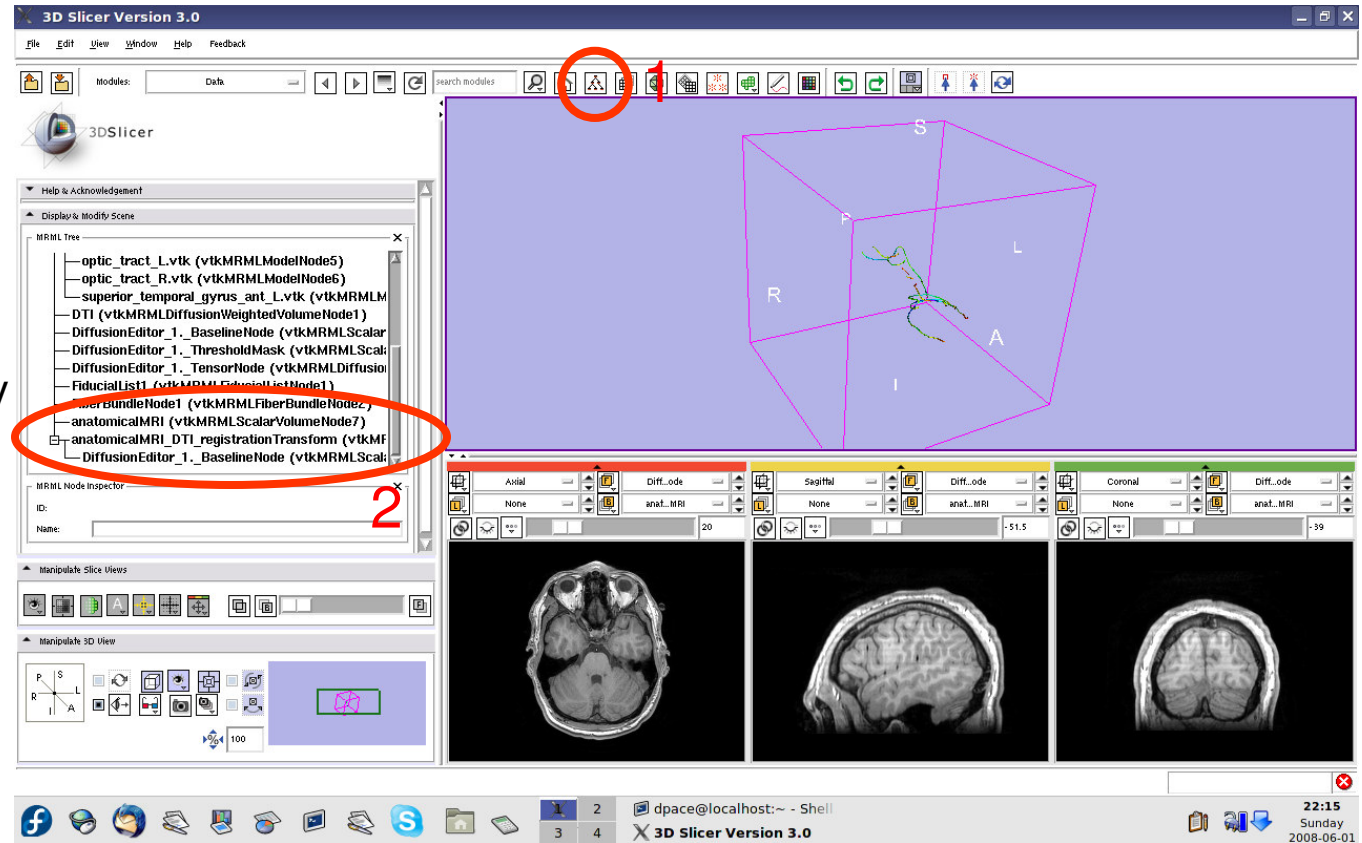 3D Slicer Version 3.0
File Edit View Window Help Feedback
Modules: Data search modules
1
3DSlicer
Help & Acknowledgement
Display & Modify Scene
MRML Tree
optic_tract_L.vtk (vtkMRMLModelNode5)
optic_tract_R.vtk (vtkMRMLModelNode6)
superior_temporal_gyrus_ant_L.vtk (vtkMRMLM
DTI (vtkMRMLDiffusionWeightedVolumeNode1)
DiffusionEditor_1._BaselineNode (vtkMRMLScalar
DiffusionEditor_1._ThresholdMask (vtkMRMLScala
DiffusionEditor_1._TensorNode (vtkMRMLDiffusion
FiducialList1 (vtkMRMLFiducialListNode1)
FiberBundleNode1 (vtkMRMLFiberBundleNode2)
anatomicalMRI (vtkMRMLScalarVolumeNode7)
anatomicalMRI_DTI_registrationTransform (vtkMF
DiffusionEditor_1._BaselineNode (vtkMRMLScala
y
MRML Node Inspector
2
ID:
Name:
Manipulate Slice Views
Manipulate 3D View
P S
R L
I A
% 100
S
P
L
R
A
I
Axial Diff...ode
None anat...MRI
20
Sagittal Diff...ode
None anat...MRI
-51.5
Coronal Diff...ode
None anat...MRI
-39
1 2
3 4
dpace@localhost:~ - Shell
3D Slicer Version 3.0
22:15
Sunday
2008-06-01